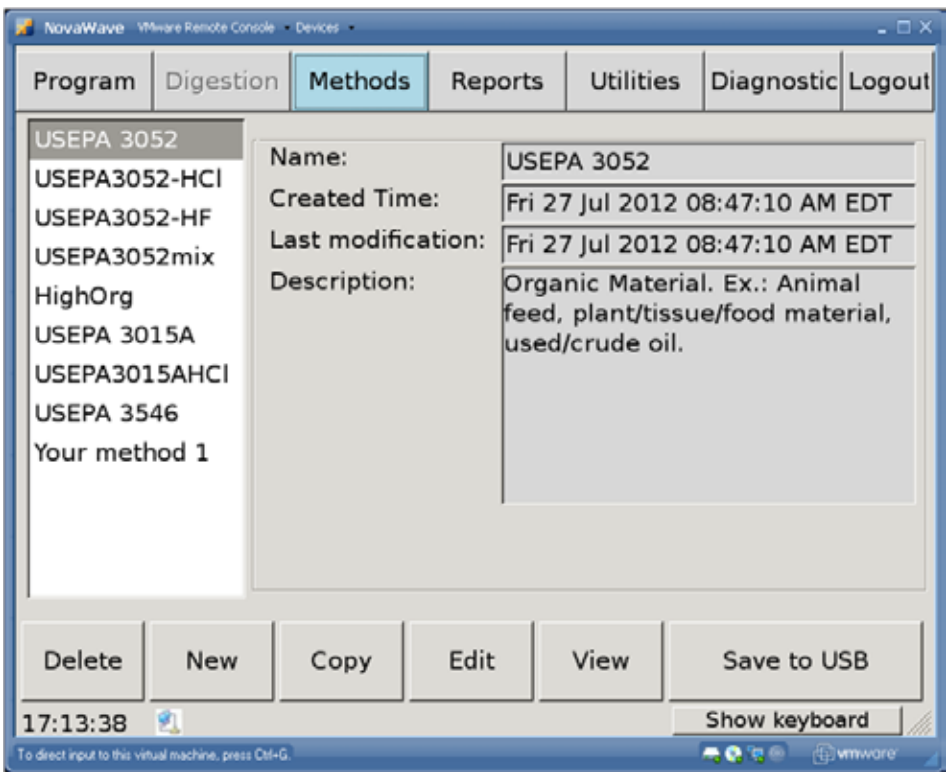 NovaWave VMware Remote Console Devices
Program Digestion Methods Reports Utilities Diagnostic Logout
USEPA 3052
USEPA3052-HCl
USEPA3052-HF
USEPA3052mix
HighOrg
USEPA 3015A
USEPA3015AHCl
USEPA 3546
Your method 1
Name: USEPA 3052
Created Time: Fri 27 Jul 2012 08:47:10 AM EDT
Last modification: Fri 27 Jul 2012 08:47:10 AM EDT
Description: Organic Material. Ex.: Animal
feed, plant/tissue/food material,
used/crude oil.
Delete New Copy Edit View Save to USB
17:13:38 Show keyboard
To direct input to this virtual machine, press Ctrl+G. vmware